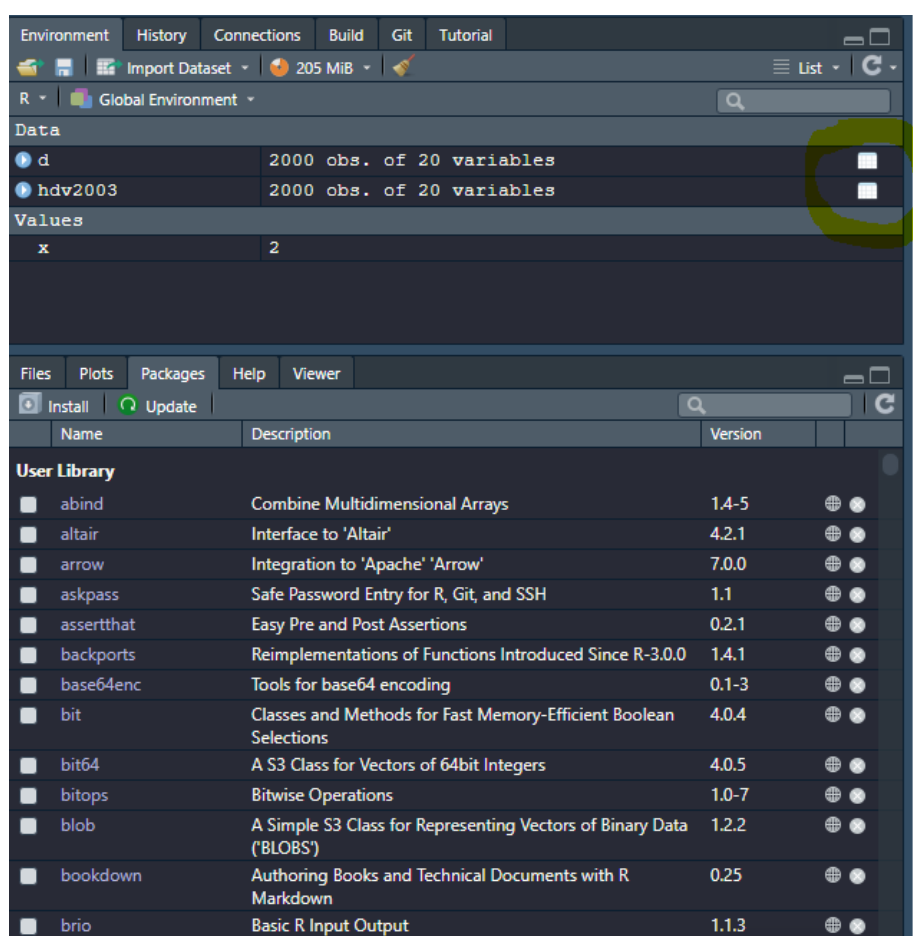 Environment History Connections Build Git Tutorial
Import Dataset 205 MiB List
R Global Environment
Data
d 2000 obs. of 20 variables
hdv2003 2000 obs. of 20 variables
Values
x 2
Files Plots Packages Help Viewer
Install Update
Name Description Version
User Library
abind Combine Multidimensional Arrays 1.4-5
altair Interface to 'Altair' 4.2.1
arrow Integration to 'Apache' 'Arrow' 7.0.0
askpass Safe Password Entry for R, Git, and SSH 1.1
assertthat Easy Pre and Post Assertions 0.2.1
backports Reimplementations of Functions Introduced Since R-3.0.0 1.4.1
base64enc Tools for base64 encoding 0.1-3
bit Classes and Methods for Fast Memory-Efficient Boolean 4.0.4
Selections
bit64 A S3 Class for Vectors of 64bit Integers 4.0.5
bitops Bitwise Operations 1.0-7
blob A Simple S3 Class for Representing Vectors of Binary Data 1.2.2
('BLOBS')
bookdown Authoring Books and Technical Documents with R 0.25
Markdown
brio Basic R Input Output 1.1.3